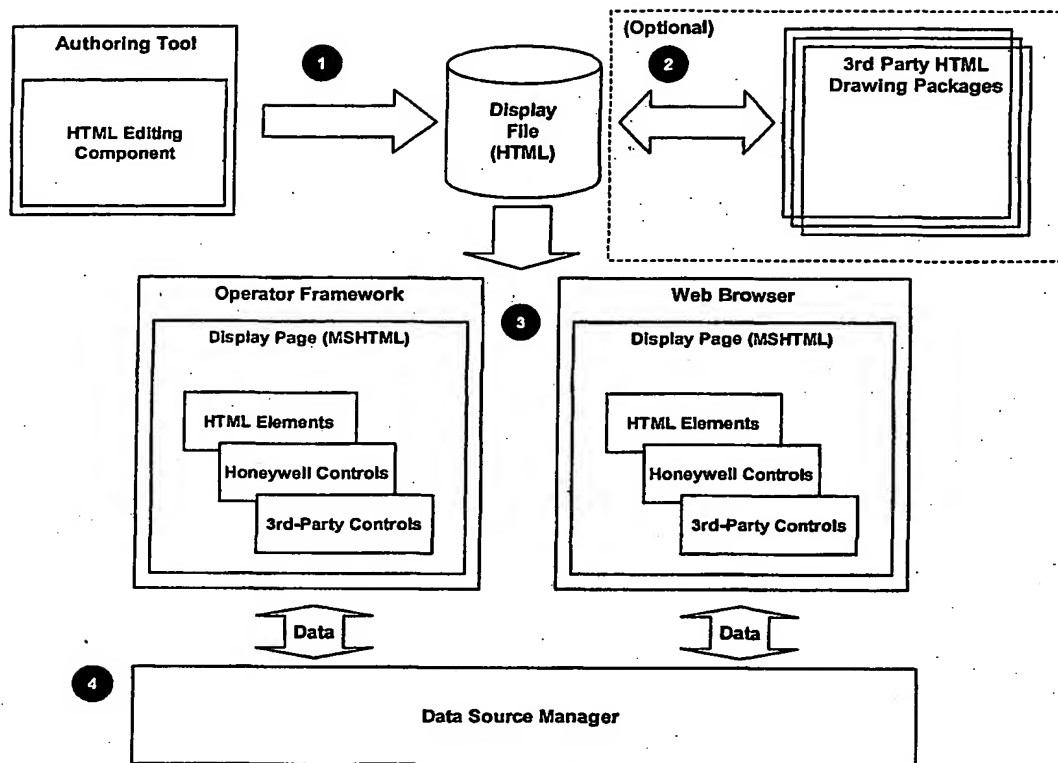 Authoring Tool
HTML Editing
Component
1
Display
File
(HTML)
(Optional)
2
3rd Party HTML
Drawing Packages
Operator Framework
Display Page (MSHTML)
HTML Elements
Honeywell Controls
3rd-Party Controls
3
Web Browser
Display Page (MSHTML)
HTML Elements
Honeywell Controls
3rd-Party Controls
Data
Data
4
Data Source Manager